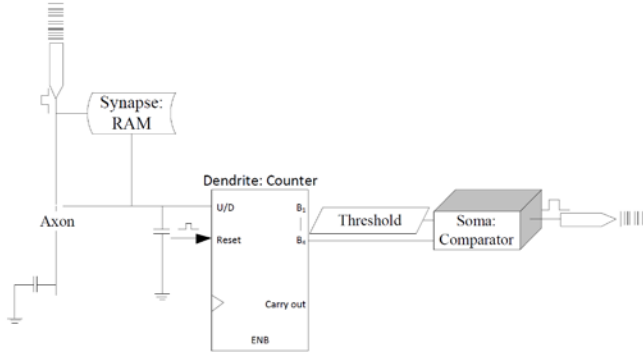 Synapse:
RAM
Dendrite: Counter
Axon
U/D
B₁
Threshold
Soma:
Comparator
Reset
B₆
Carry out
ENB